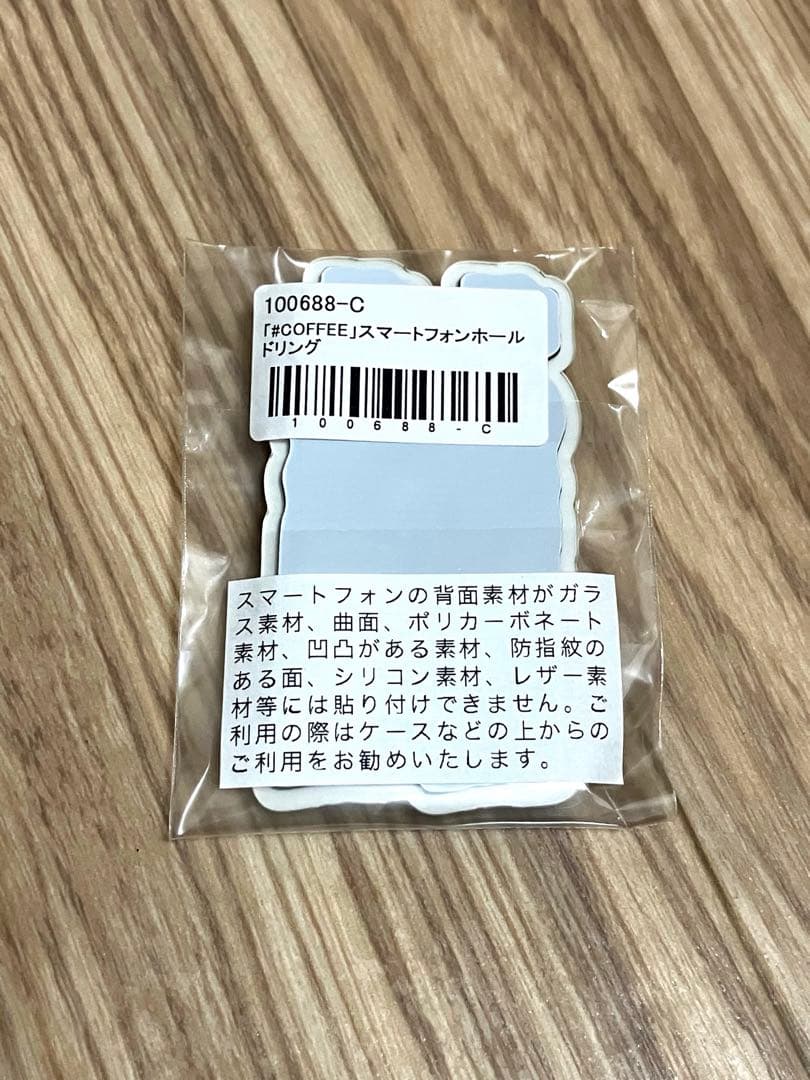 100688-C
「#COFFEE」スマートフォンホール
ドリング
100688-C
スマートフォンの背面素材がガラ
ス素材、曲面、ポリカーボネート
素材、凹凸がある素材、防指紋の
ある面、シリコン素材、レザー素
材等には貼り付けできません。ご
利用の際はケースなどの上からの
ご利用をお勧めいたします。